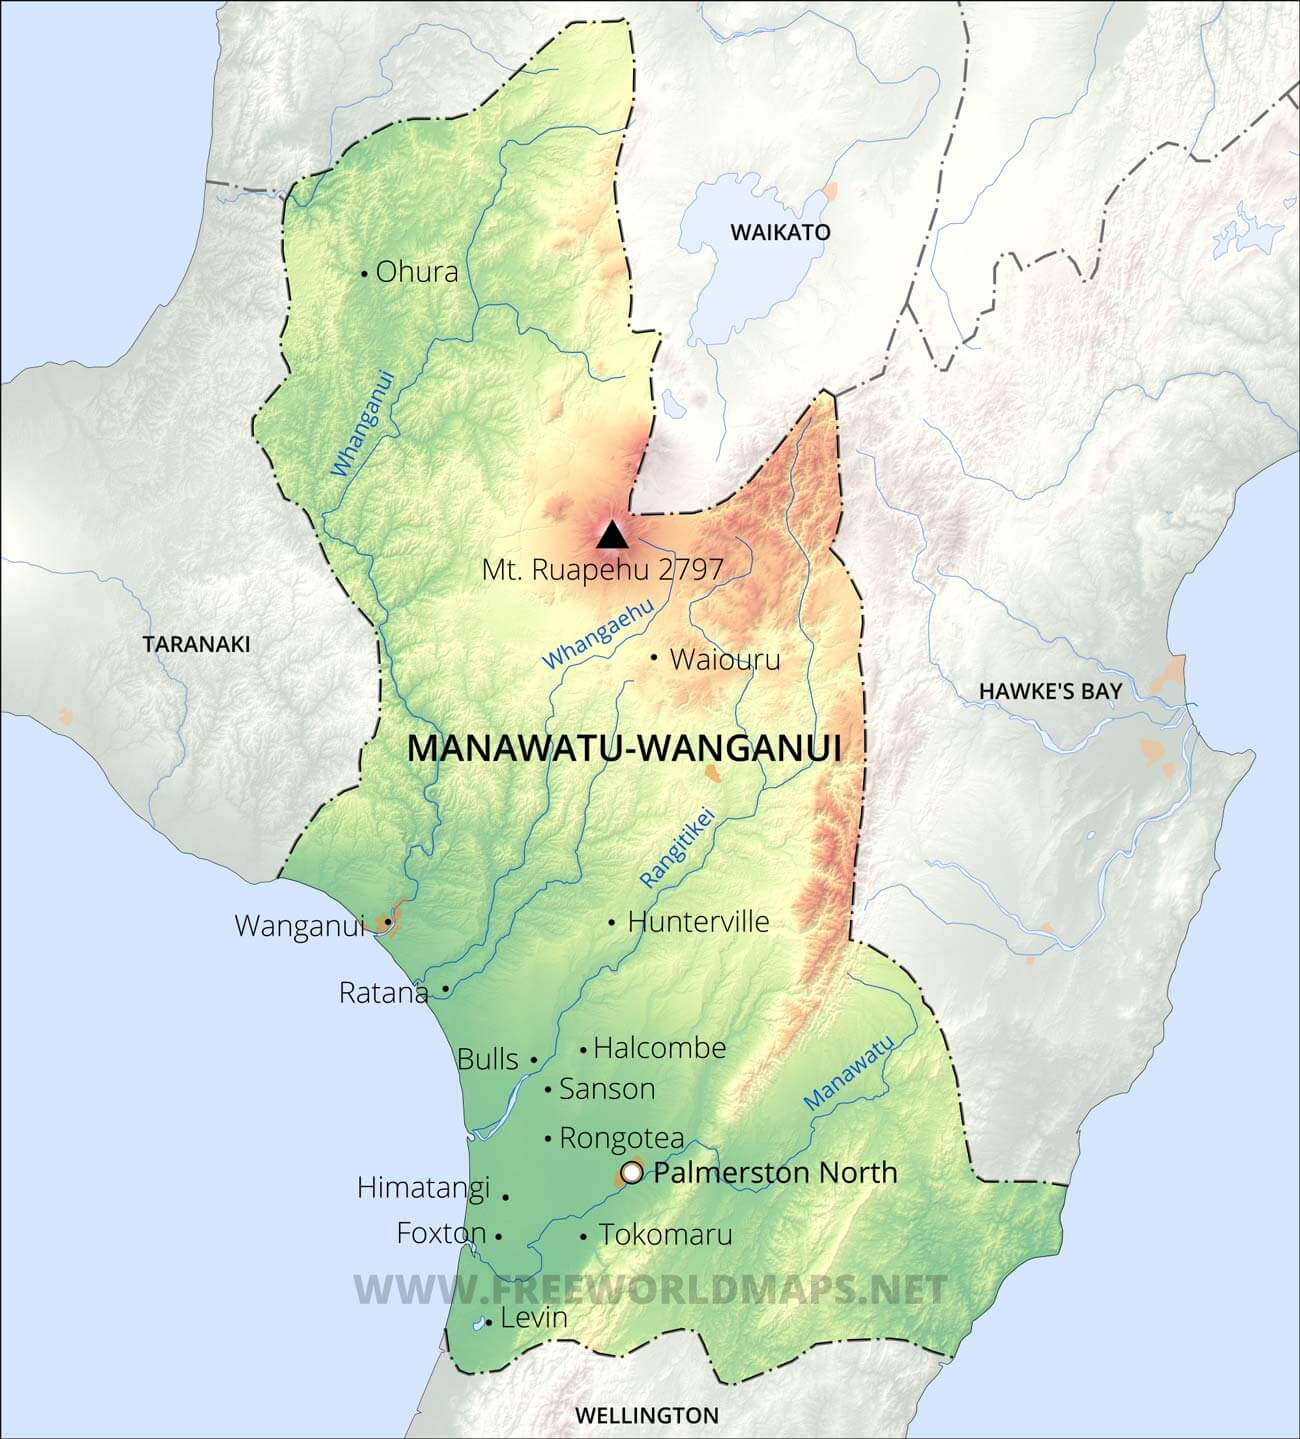 WAIKATO
Ohura
Whanganui
Mt. Ruapehu 2797
Whangaehu
TARANAKI
Waiouru
HAWKE'S BAY
MANAWATU-WANGANUI
Rangitikei
Wanganui
Hunterville
Ratana
Bulls
Halcombe
Manawatu
Sanson
Rongotea
Palmerston North
Himatangi
Foxton
Tokomaru
WWW.FREEWORLDMAPS.NET
Levin
WELLINGTON